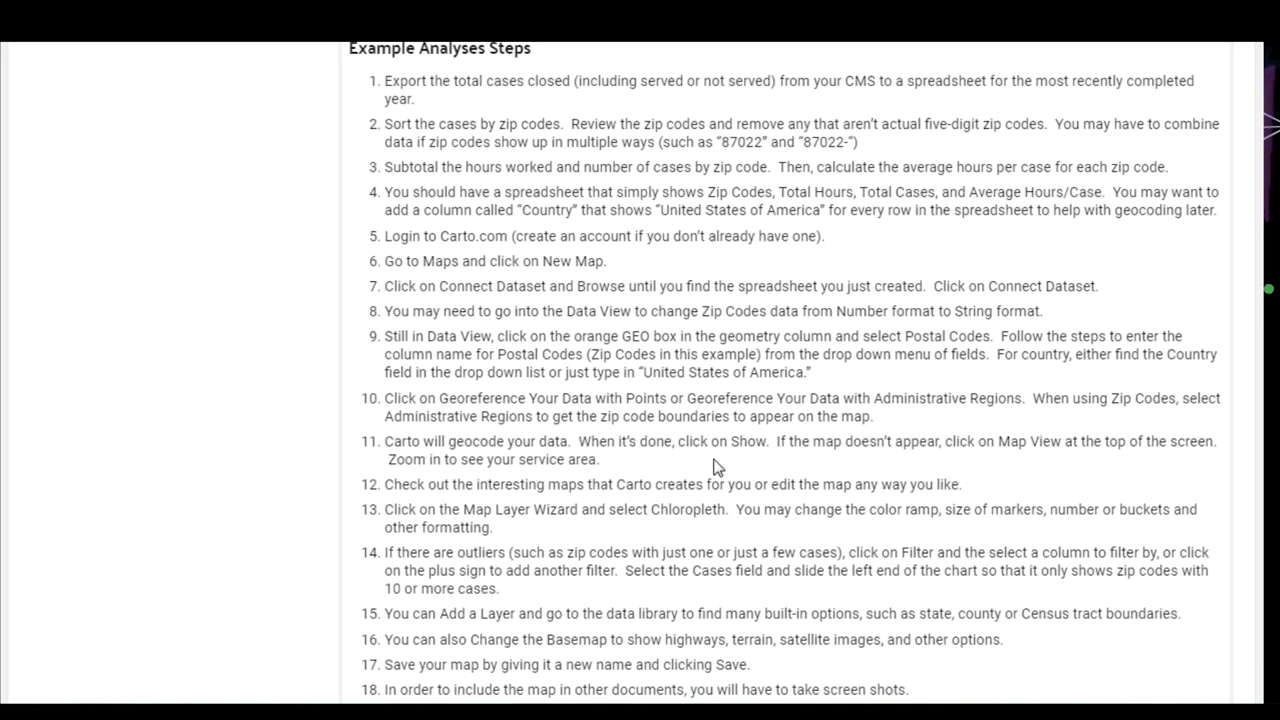 Example Analyses Steps
1. Export the total cases closed (including served or not served) from your CMS to a spreadsheet for the most recently completed
year.
2. Sort the cases by zip codes.  Review the zip codes and remove any that aren't actual five-digit zip codes.  You may have to combine
data if zip codes show up in multiple ways (such as "87022" and "87022-")
3. Subtotal the hours worked and number of cases by zip code.  Then, calculate the average hours per case for each zip code.
4. You should have a spreadsheet that simply shows Zip Codes, Total Hours, Total Cases, and Average Hours/Case.  You may want to
add a column called "Country" that shows "United States of America" for every row in the spreadsheet to help with geocoding later.
5. Login to Carto.com (create an account if you don't already have one).
6. Go to Maps and click on New Map.
7. Click on Connect Dataset and Browse until you find the spreadsheet you just created.  Click on Connect Dataset.
8. You may need to go into the Data View to change Zip Codes data from Number format to String format.
9. Still in Data View, click on the orange GEO box in the geometry column and select Postal Codes.  Follow the steps to enter the
column name for Postal Codes (Zip Codes in this example) from the drop down menu of fields.  For country, either find the Country
field in the drop down list or just type in "United States of America."
10. Click on Georeference Your Data with Points or Georeference Your Data with Administrative Regions.  When using Zip Codes, select
Administrative Regions to get the zip code boundaries to appear on the map.
11. Carto will geocode your data.  When it's done, click on Show.  If the map doesn't appear, click on Map View at the top of the screen.
Zoom in to see your service area.
12. Check out the interesting maps that Carto creates for you or edit the map any way you like.
13. Click on the Map Layer Wizard and select Chloropleth.  You may change the color ramp, size of markers, number or buckets and
other formatting.
14. If there are outliers (such as zip codes with just one or just a few cases), click on Filter and the select a column to filter by, or click
on the plus sign to add another filter.  Select the Cases field and slide the left end of the chart so that it only shows zip codes with
10 or more cases.
15. You can Add a Layer and go to the data library to find many built-in options, such as state, county or Census tract boundaries.
16. You can also Change the Basemap to show highways, terrain, satellite images, and other options.
17. Save your map by giving it a new name and clicking Save.
18. In order to include the map in other documents, you will have to take screen shots.